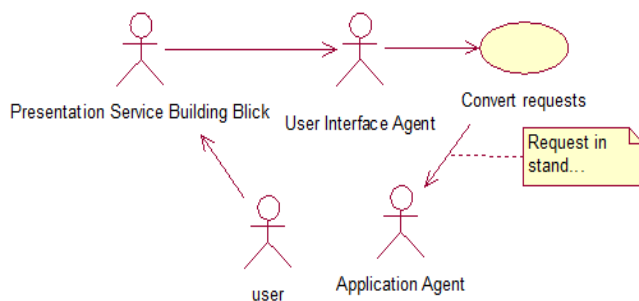 Presentation Service Building Blick
User Interface Agent
Convert requests
Request in
stand...
user
Application Agent